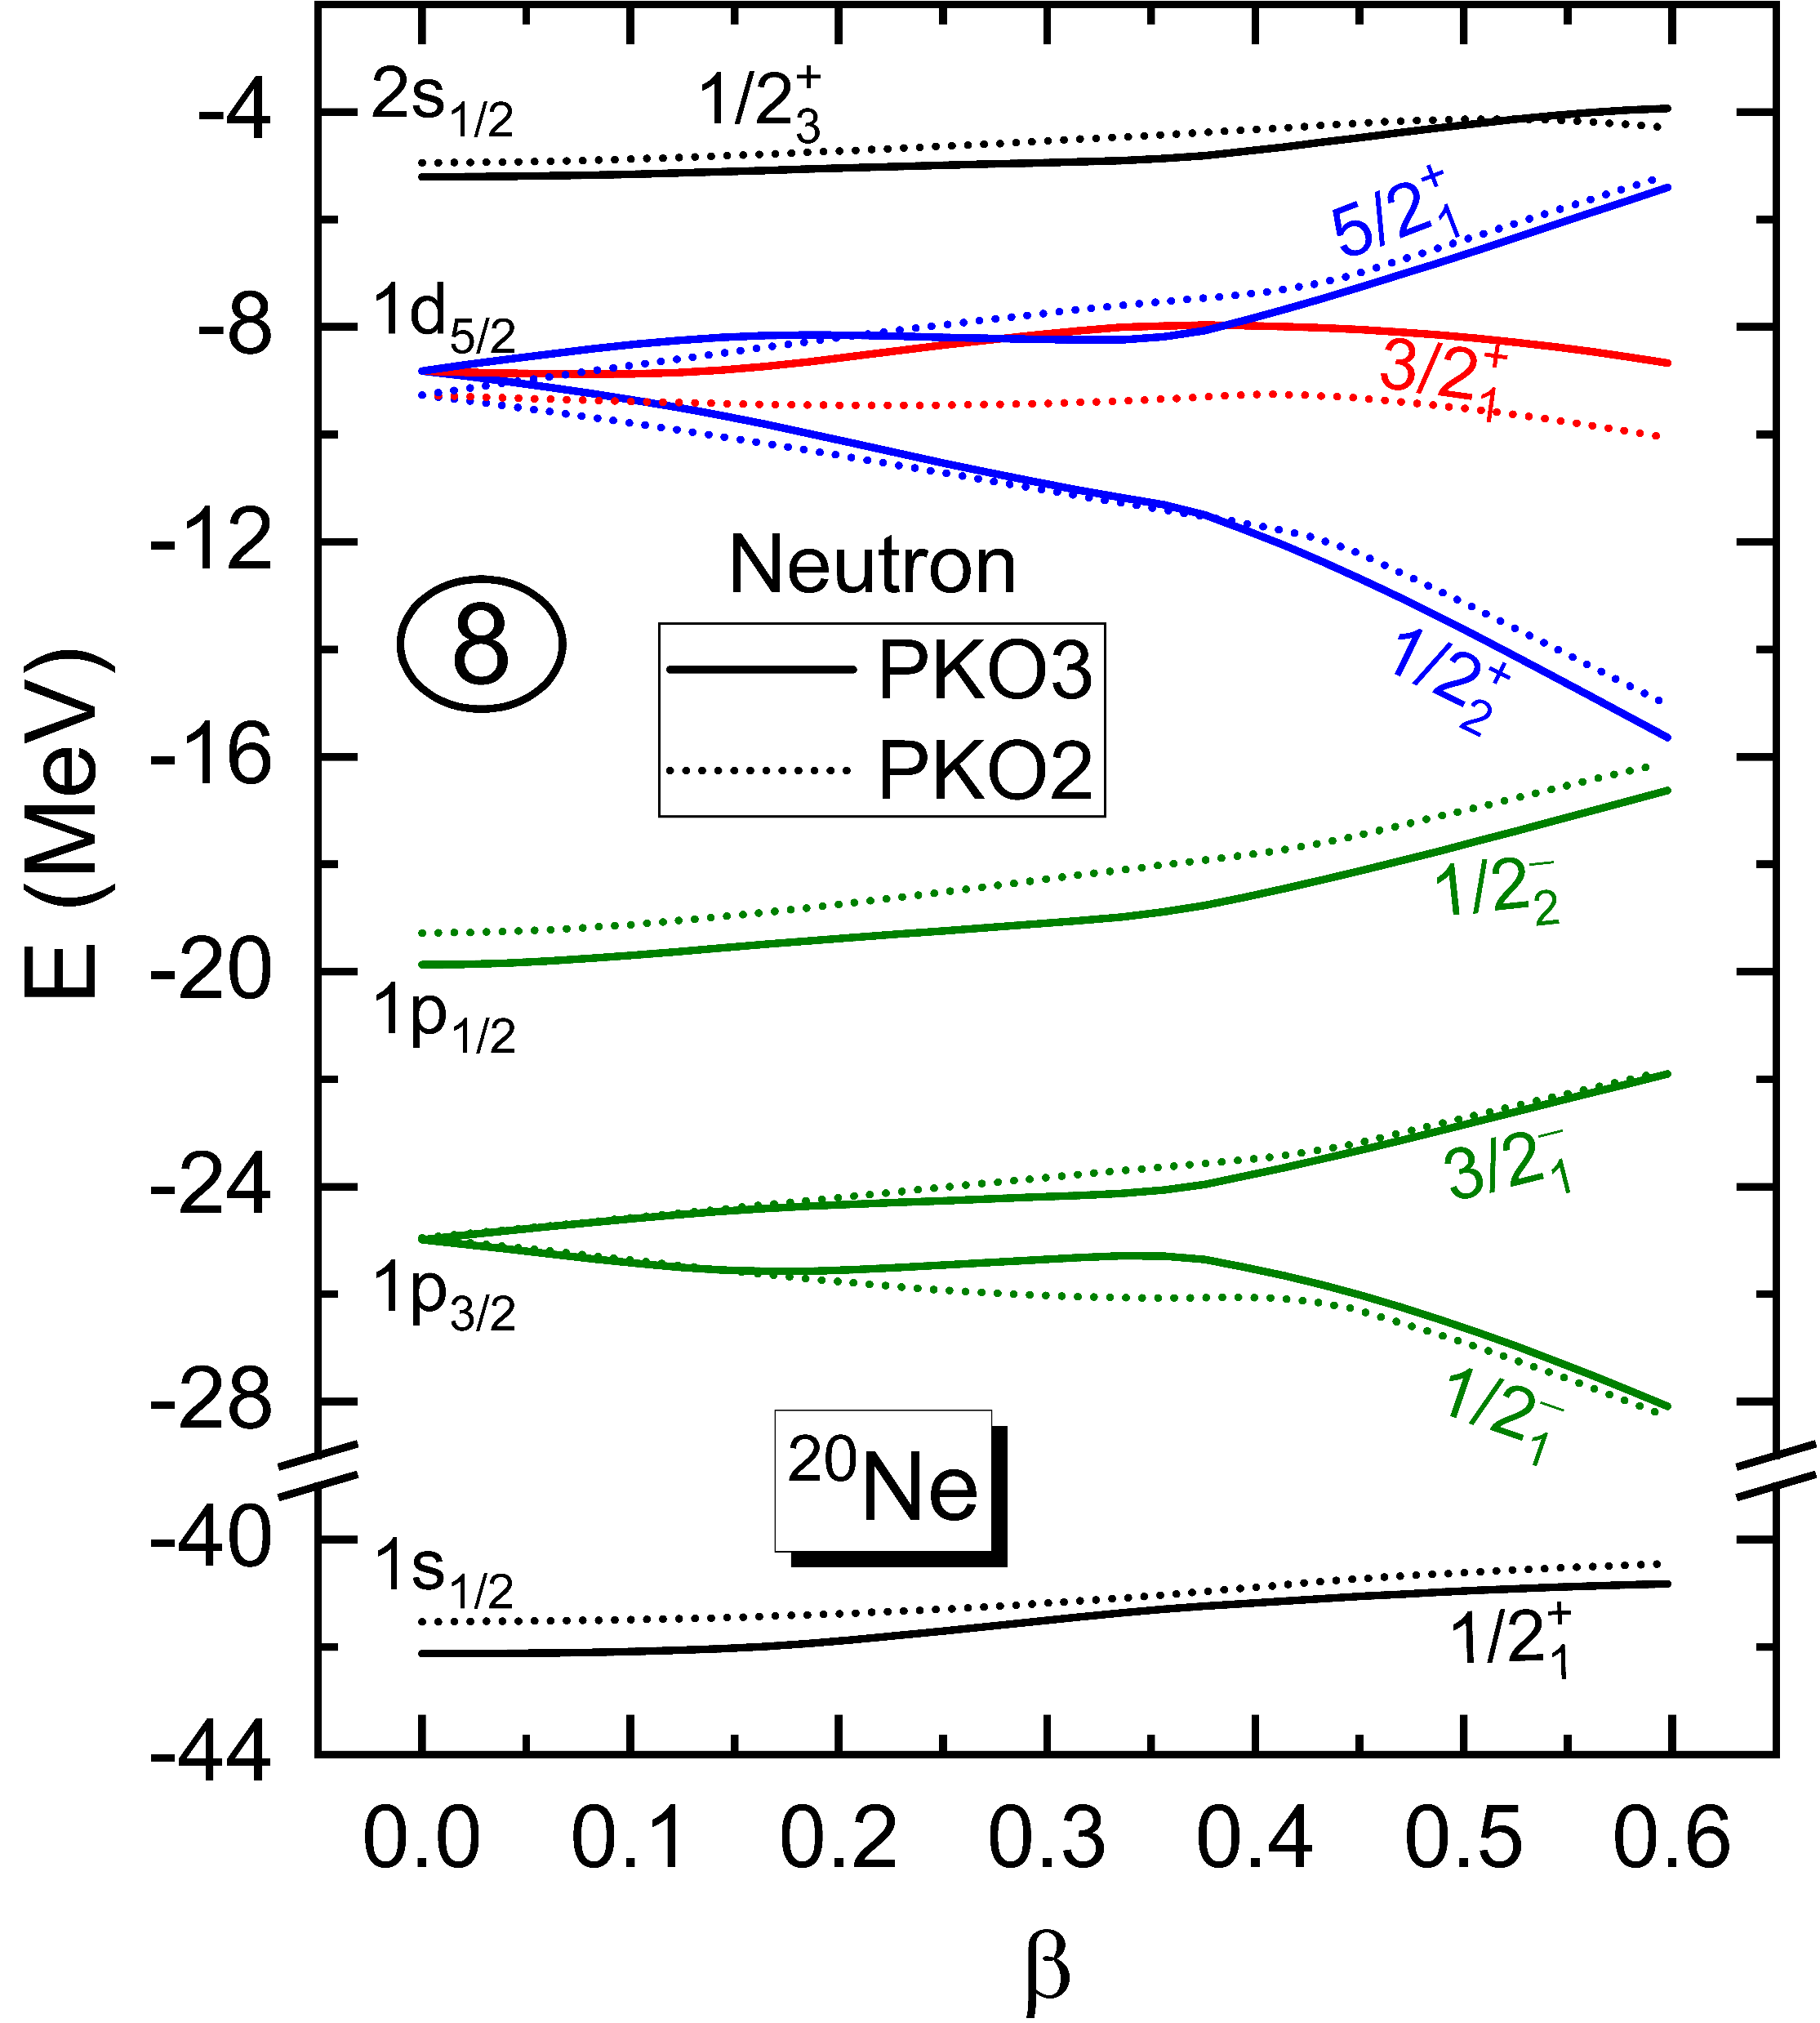 E (MeV)
-4
-8
-12
-16
-20
-24
-28
-40
-44
2s1/2
1/2+3
1d5/2
5/2+1
3/2+1
1/2+2
8
Neutron
PKO3
PKO2
1p1/2
1/2−2
1p3/2
3/2−1
1/2−1
20Ne
1s1/2
1/2+1
0.0 0.1 0.2 0.3 0.4 0.5 0.6
β